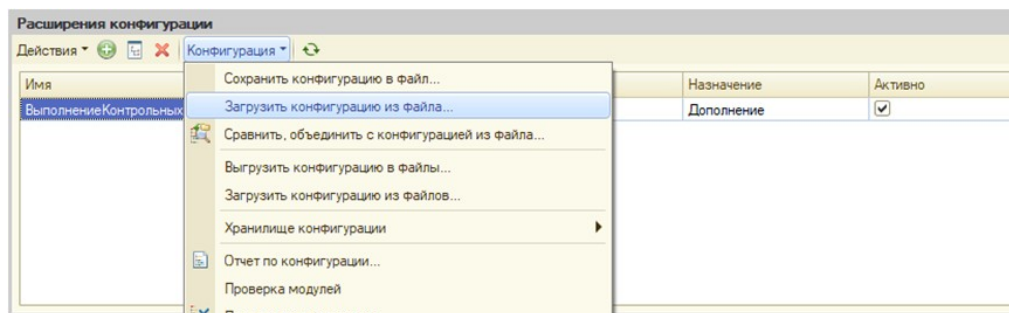 Расширения конфигурации
Действия Конфигурация
Имя Назначение Активно
ВыполнениеКонтрольных Дополнение
Сохранить конфигурацию в файл...
Загрузить конфигурацию из файла...
Сравнить, объединить с конфигурацией из файла...
Выгрузить конфигурацию в файлы...
Загрузить конфигурацию из файлов...
Хранилище конфигурации
Отчет по конфигурации...
Проверка модулей